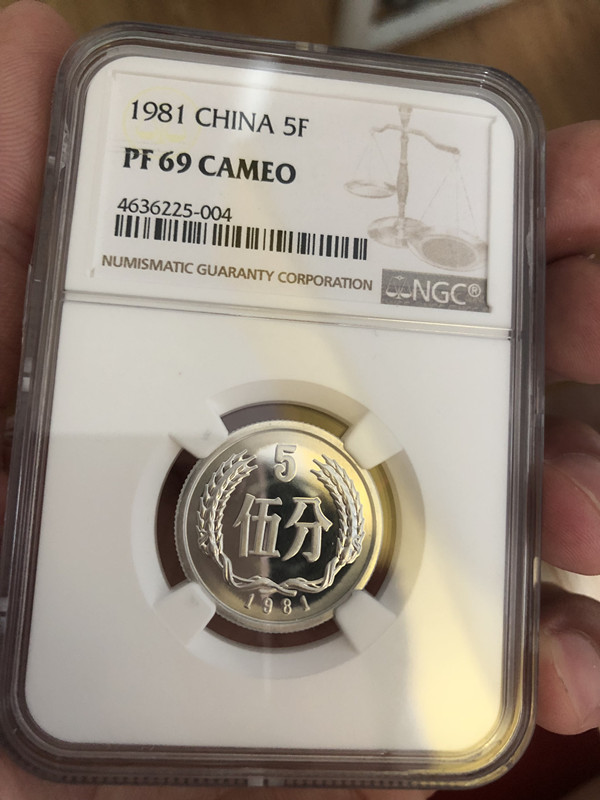 1981 CHINA 5F
PF 69 CAMEO
4636225-004
NUMISMATIC GUARANTY CORPORATION
NGC®
5
伍分
1981